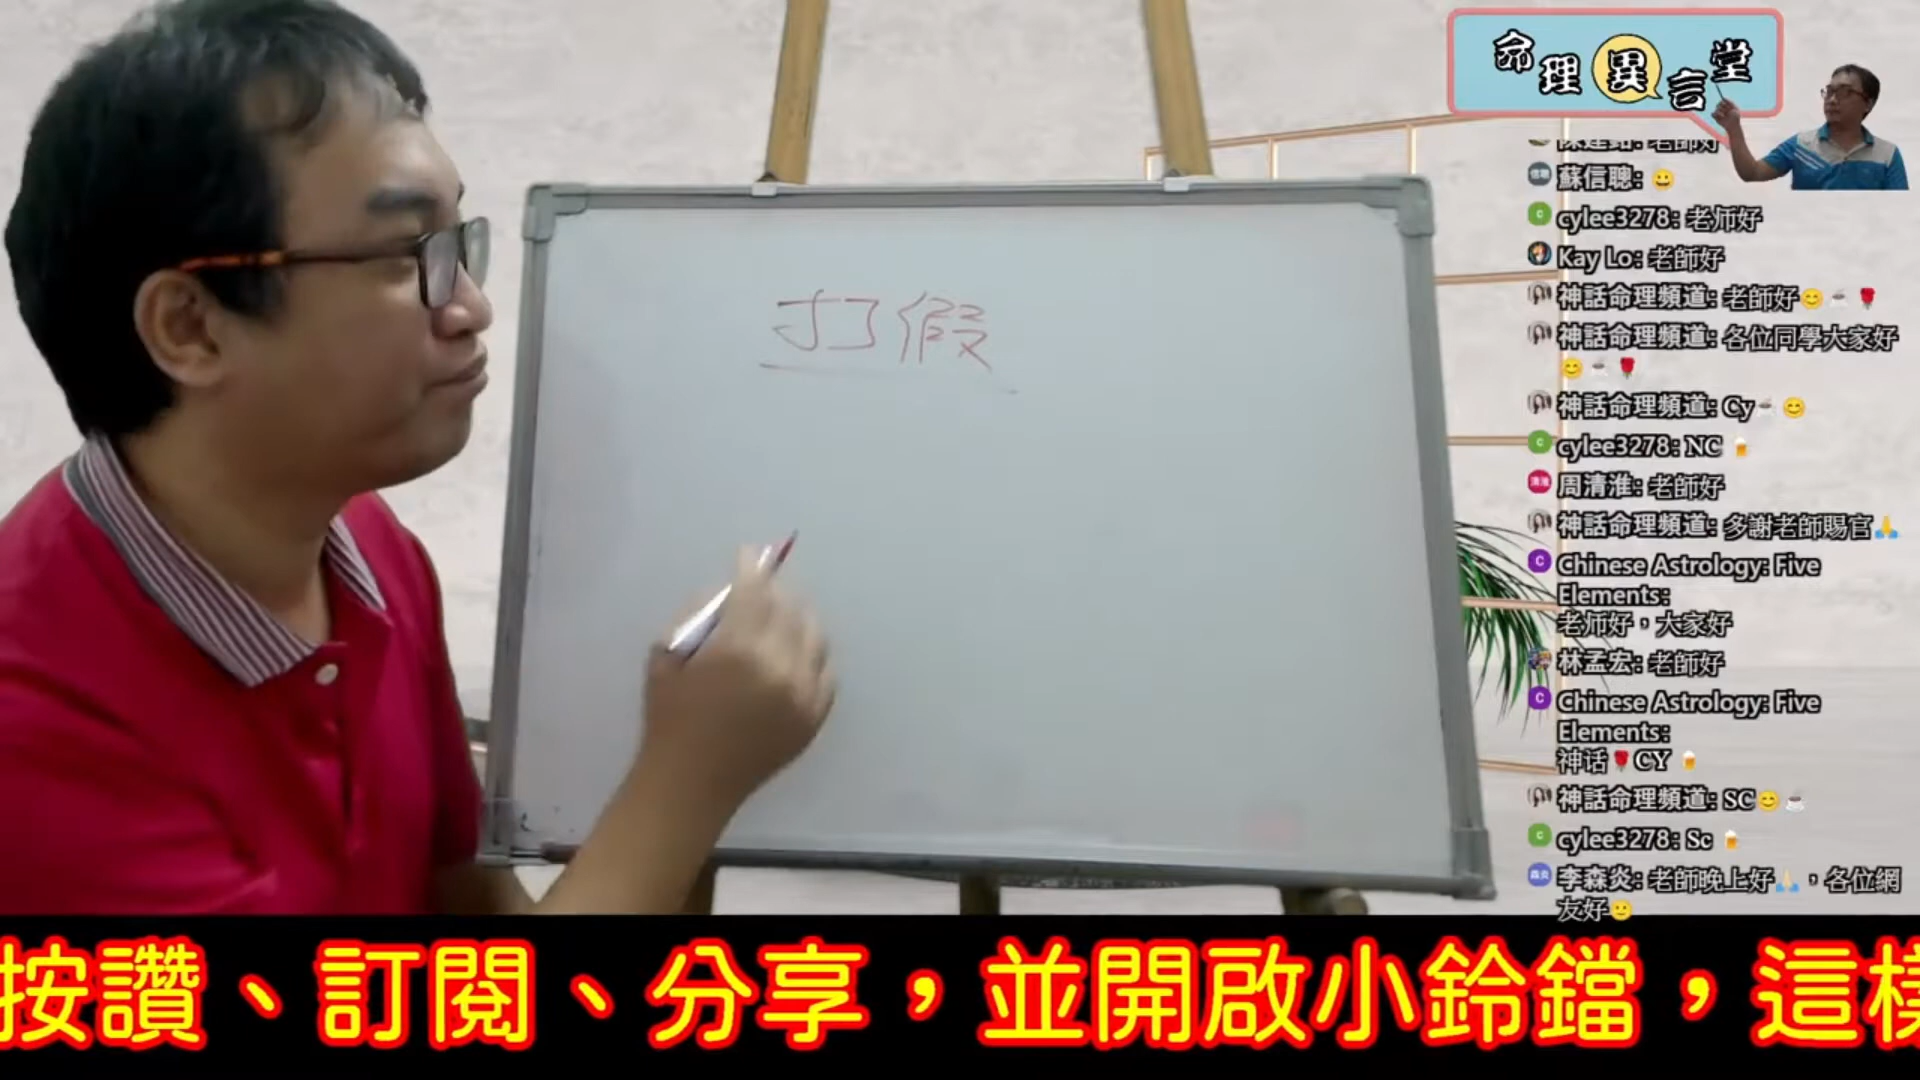 命理異言堂
打假
蘇信聰: 😀
cylee3278: 老师好
Kay Lo: 老師好
神話命理頻道: 老師好😊☕🌹
神話命理頻道: 各位同學大家好
😊☕🌹
神話命理頻道: Cy☕😊
cylee3278: NC 🍺
周清淮: 老師好
神話命理頻道: 多謝老師賜官🙏
Chinese Astrology: Five
Elements:
老师好，大家好
林孟宏: 老師好
Chinese Astrology: Five
Elements:
神话🌹CY 🍺
神話命理頻道: SC😊☕
cylee3278: Sc 🍺
李森炎: 老師晚上好🙏，各位網
友好🙂
按讚、訂閱、分享，並開啟小鈴鐺，這樣